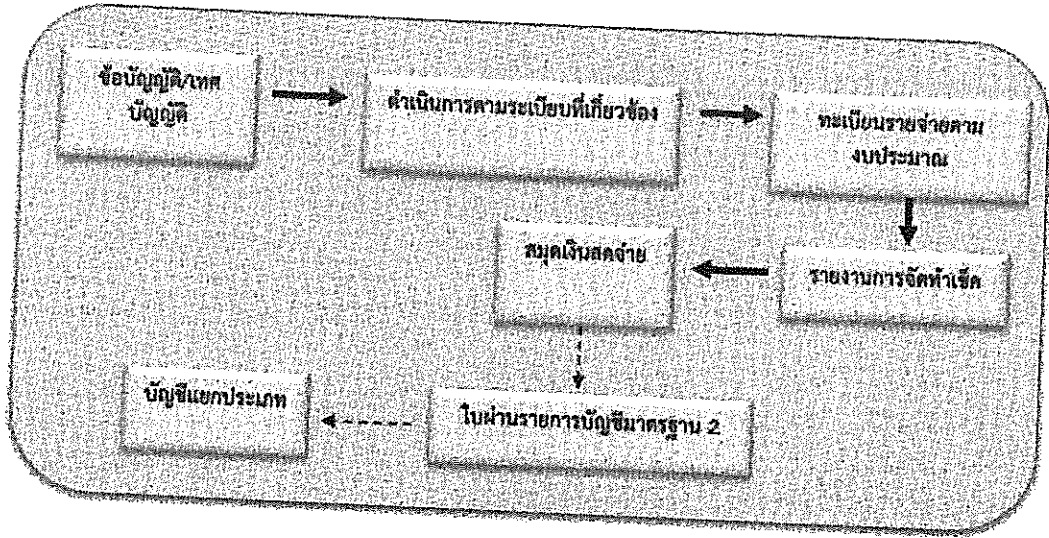 ข้อบัญญัติ/เทศ
บัญญัติ
ดำเนินการตามระเบียบที่เกี่ยวข้อง
ทะเบียนรายจ่ายตาม
งบประมาณ
รายงานการจัดทำเช็ค
สมุดเงินสดจ่าย
ใบผ่านรายการบัญชีมาตรฐาน 2
บัญชีแยกประเภท